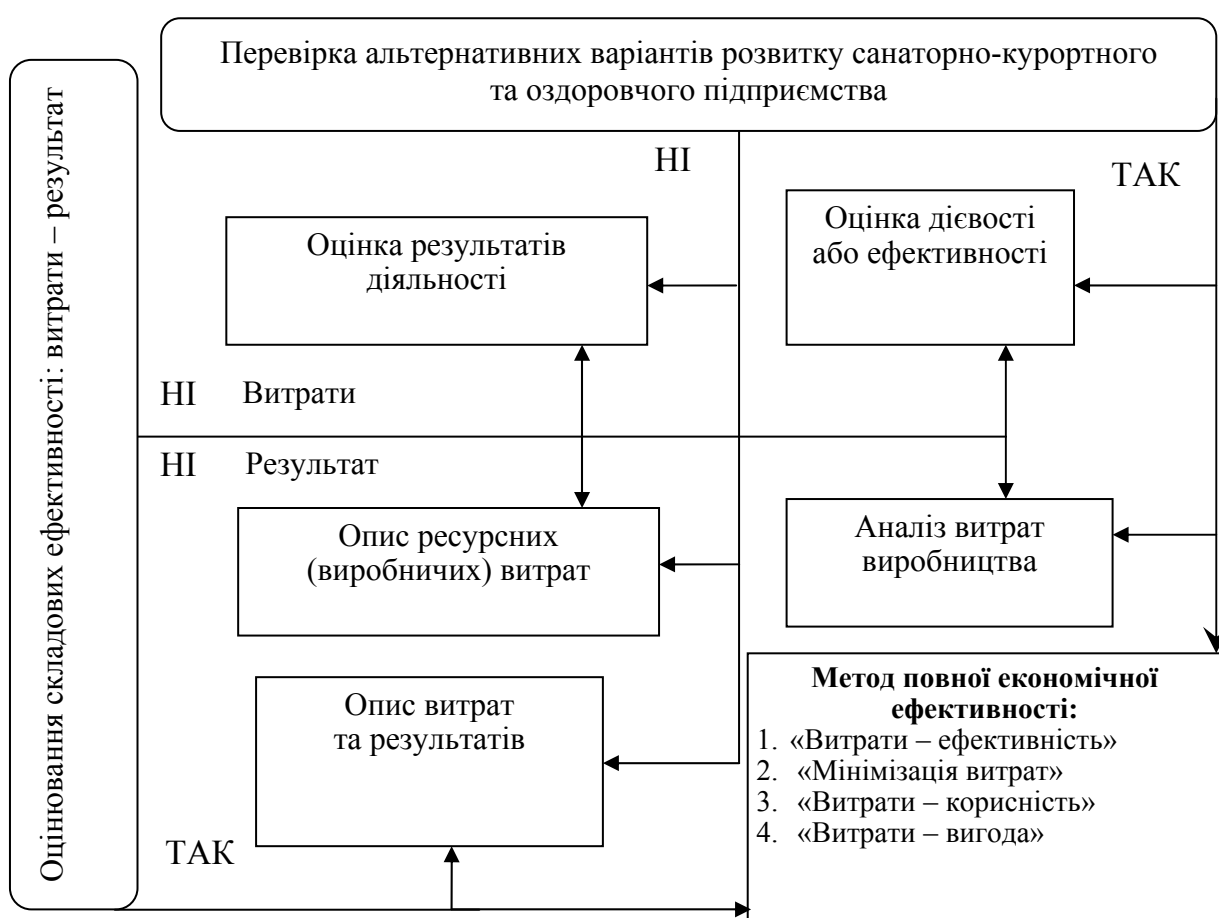 Перевірка альтернативних варіантів розвитку санаторно-курортного
та оздоровчого підприємства
Оцінювання складових ефективності: витрати – результат
НІ
ТАК
Оцінка результатів
діяльності
Оцінка дієвості
або ефективності
НІ Витрати
НІ Результат
Опис ресурсних
(виробничих) витрат
Аналіз витрат
виробництва
Опис витрат
та результатів
Метод повної економічної
ефективності:
1. «Витрати – ефективність»
2. «Мінімізація витрат»
3. «Витрати – корисність»
4. «Витрати – вигода»
ТАК